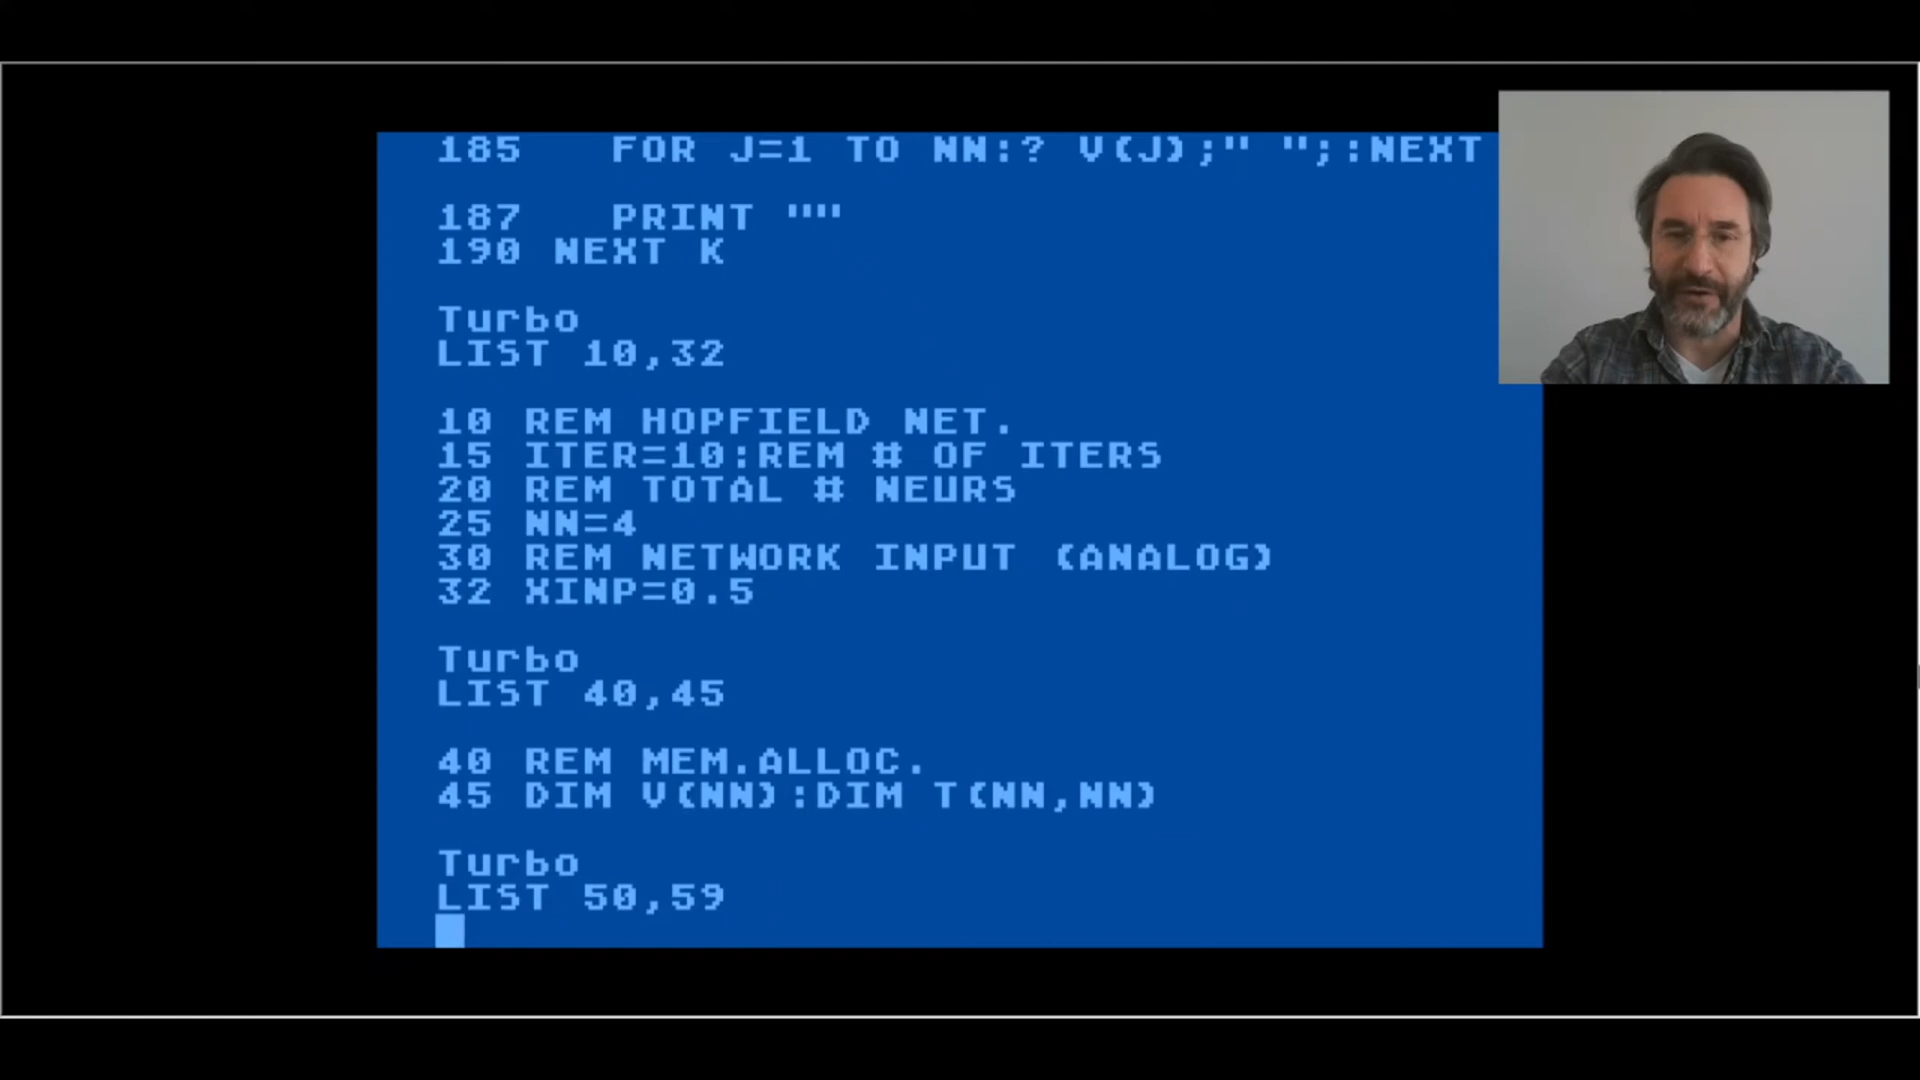 185   FOR J=1 TO NN:? V(J);" ";:NEXT
187   PRINT ""
190 NEXT K
Turbo
LIST 10,32
10 REM HOPFIELD NET.
15 ITER=10:REM # OF ITERS
20 REM TOTAL # NEURS
25 NN=4
30 REM NETWORK INPUT (ANALOG)
32 XINP=0.5
Turbo
LIST 40,45
40 REM MEM.ALLOC.
45 DIM V(NN):DIM T(NN,NN)
Turbo
LIST 50,59